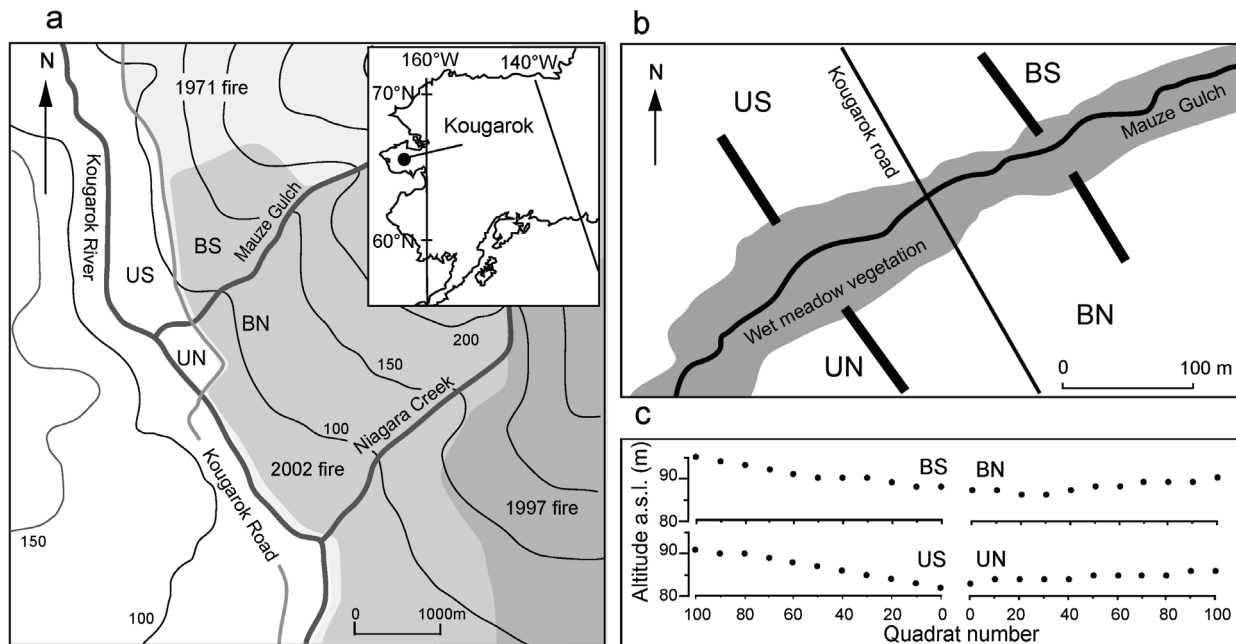 a
N
1971 fire
Kougarok River
BS
Mauze Gulch
US
BN
UN
200
150
100
Niagara Creek
2002 fire
1997 fire
Kougarok Road
150
100
0 1000m
160°W
140°W
70°N
Kougarok
60°N
b
N
US
BS
Kougarok road
Mauze Gulch
Wet meadow vegetation
BN
UN
0 100 m
c
Altitude a.s.l. (m)
90
80
BS
BN
90
80
US
UN
100 80 60 40 20 0 0 20 40 60 80 100
Quadrat number